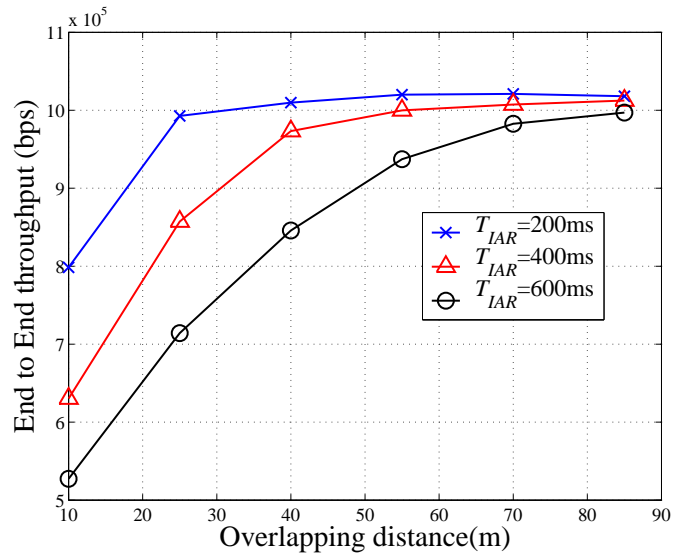 x 10^5
11
10
9
8
7
6
5
End to End throughput (bps)
T_IAR=200ms
T_IAR=400ms
T_IAR=600ms
10 20 30 40 50 60 70 80 90
Overlapping distance(m)